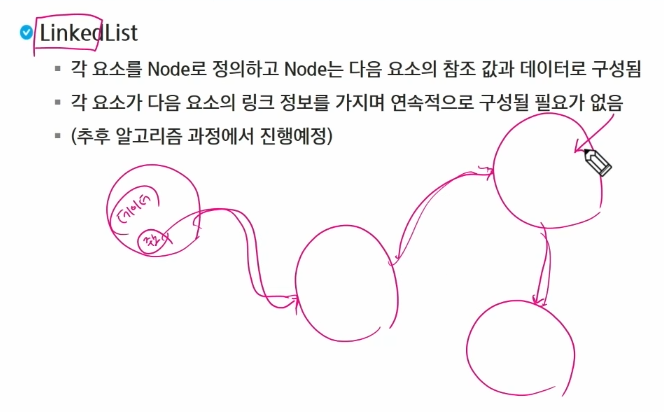 LinkedList
각 요소를 Node로 정의하고 Node는 다음 요소의 참조 값과 데이터로 구성됨
각 요소가 다음 요소의 링크 정보를 가지며 연속적으로 구성될 필요가 없음
(추후 알고리즘 과정에서 진행예정)
데이터